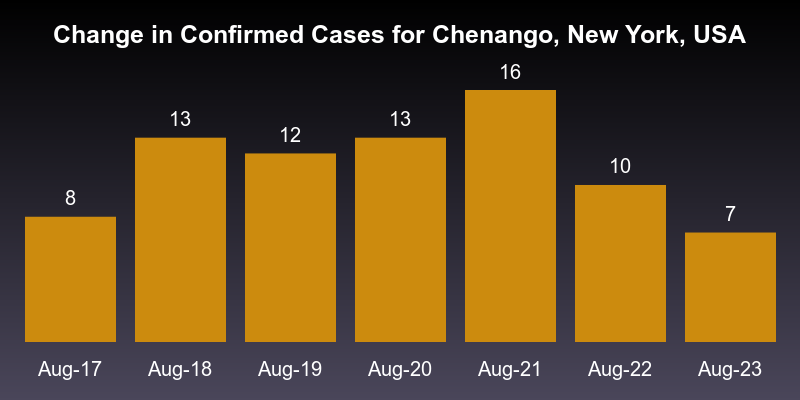 Change in Confirmed Cases for Chenango, New York, USA
8
13
12
13
16
10
7
Aug-17
Aug-18
Aug-19
Aug-20
Aug-21
Aug-22
Aug-23